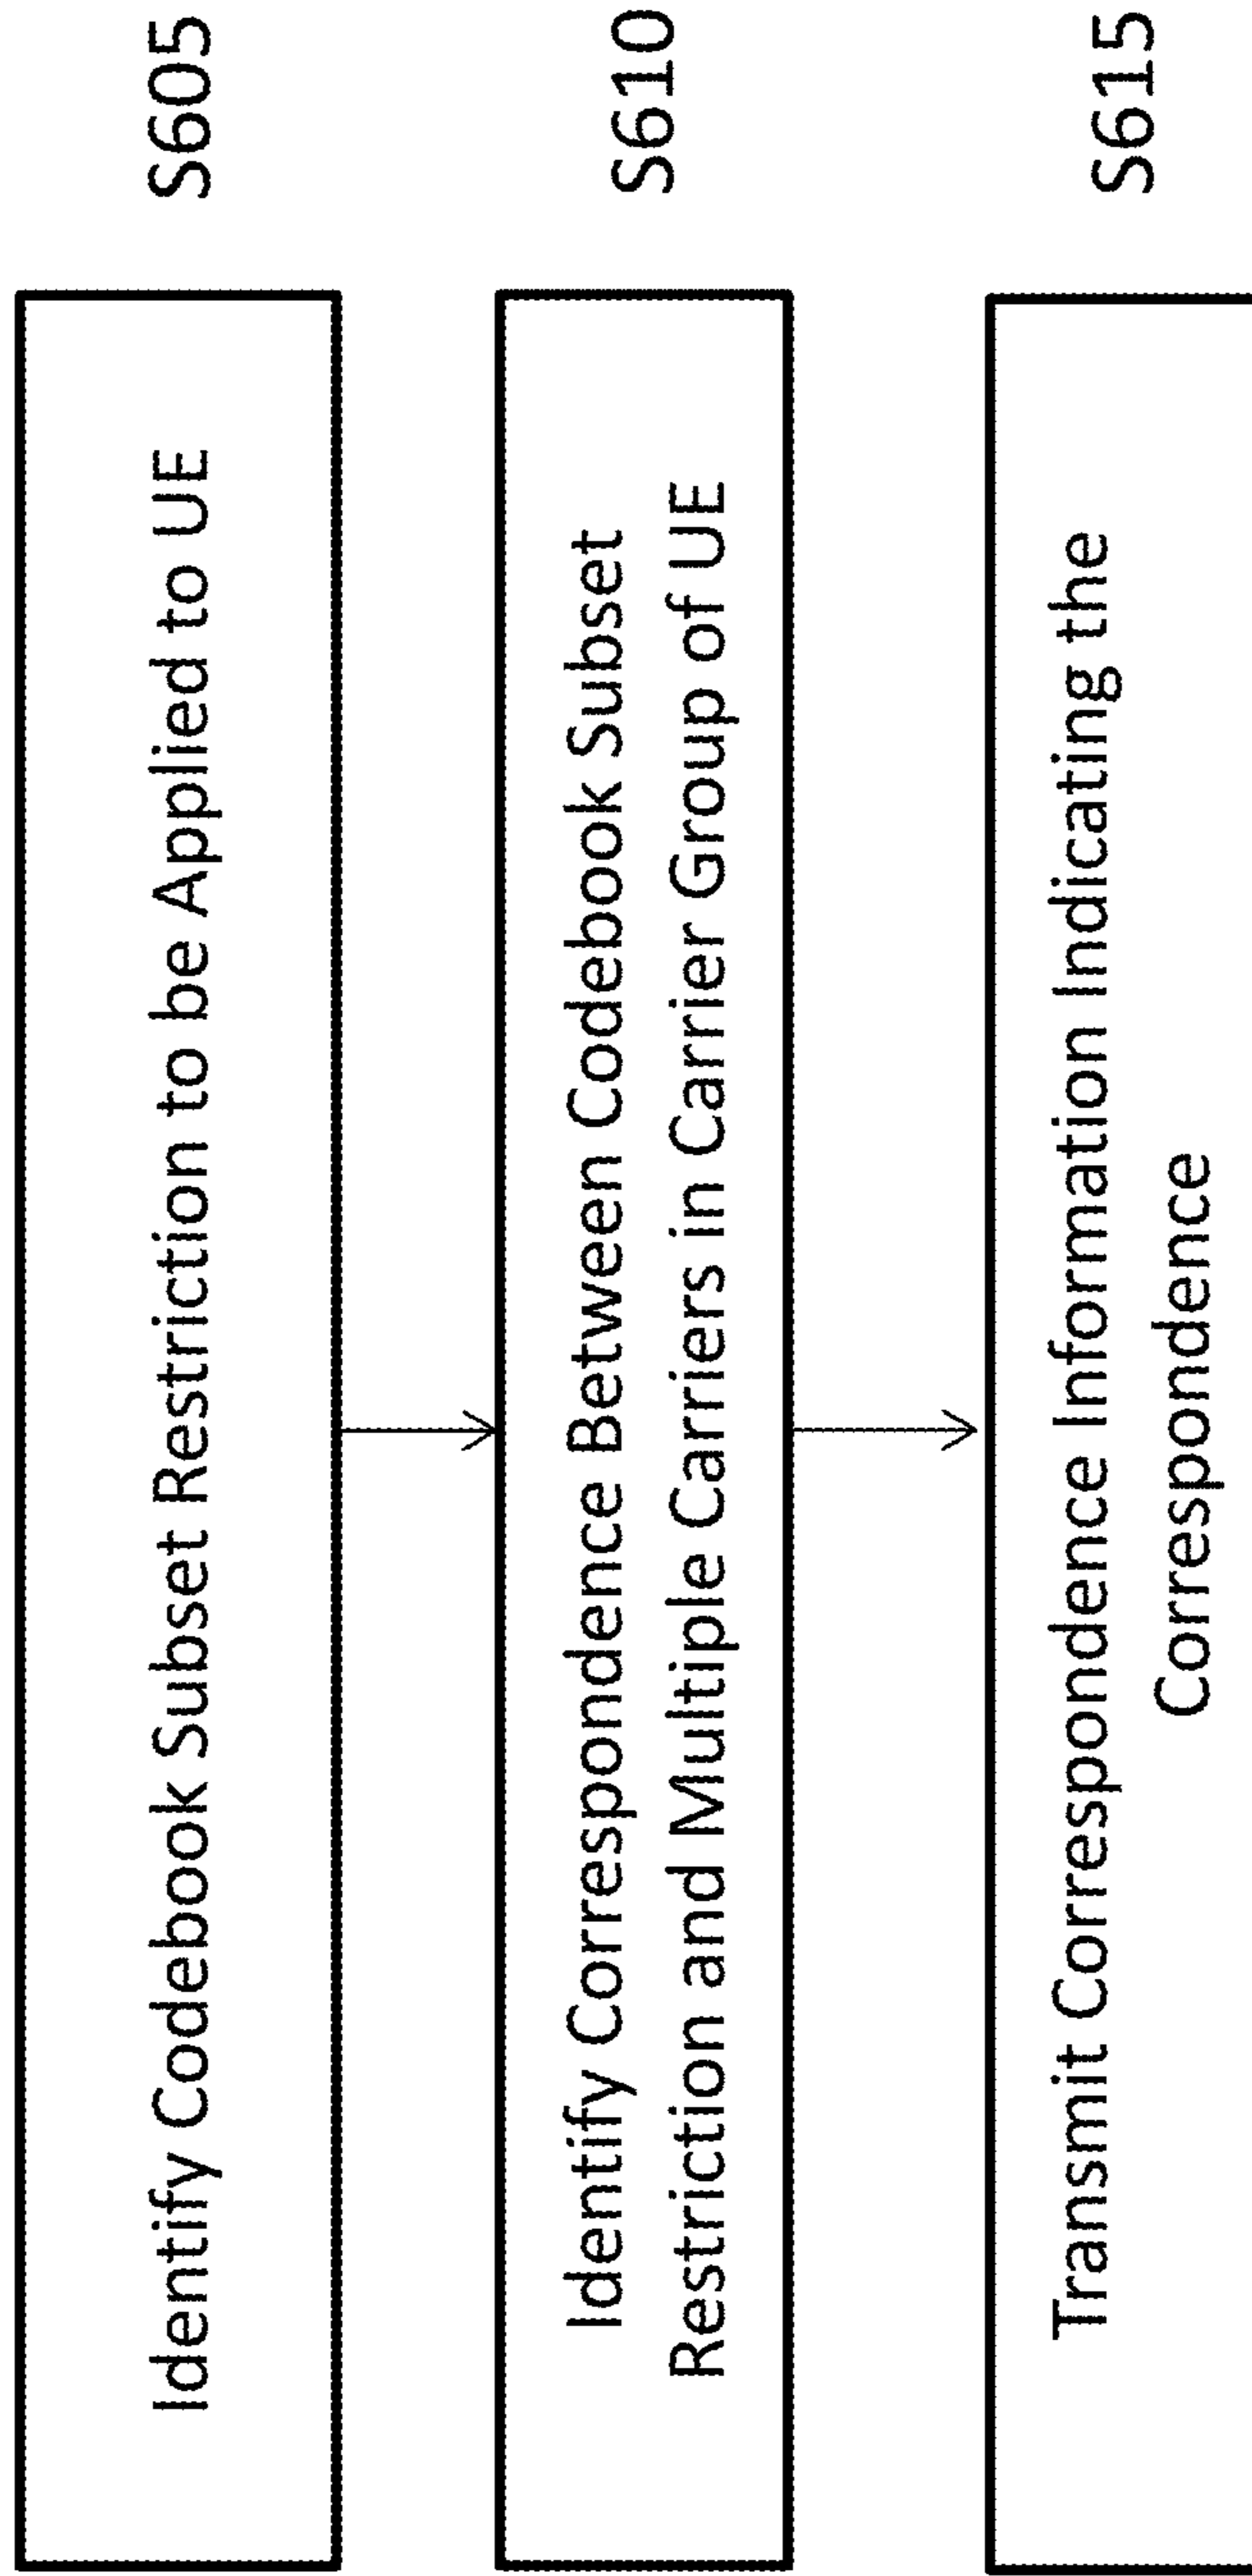 Identify Codebook Subset Restriction to be Applied to UE
S605
Identify Correspondence Between Codebook Subset
Restriction and Multiple Carriers in Carrier Group of UE
S610
Transmit Correspondence Information Indicating the
Correspondence
S615